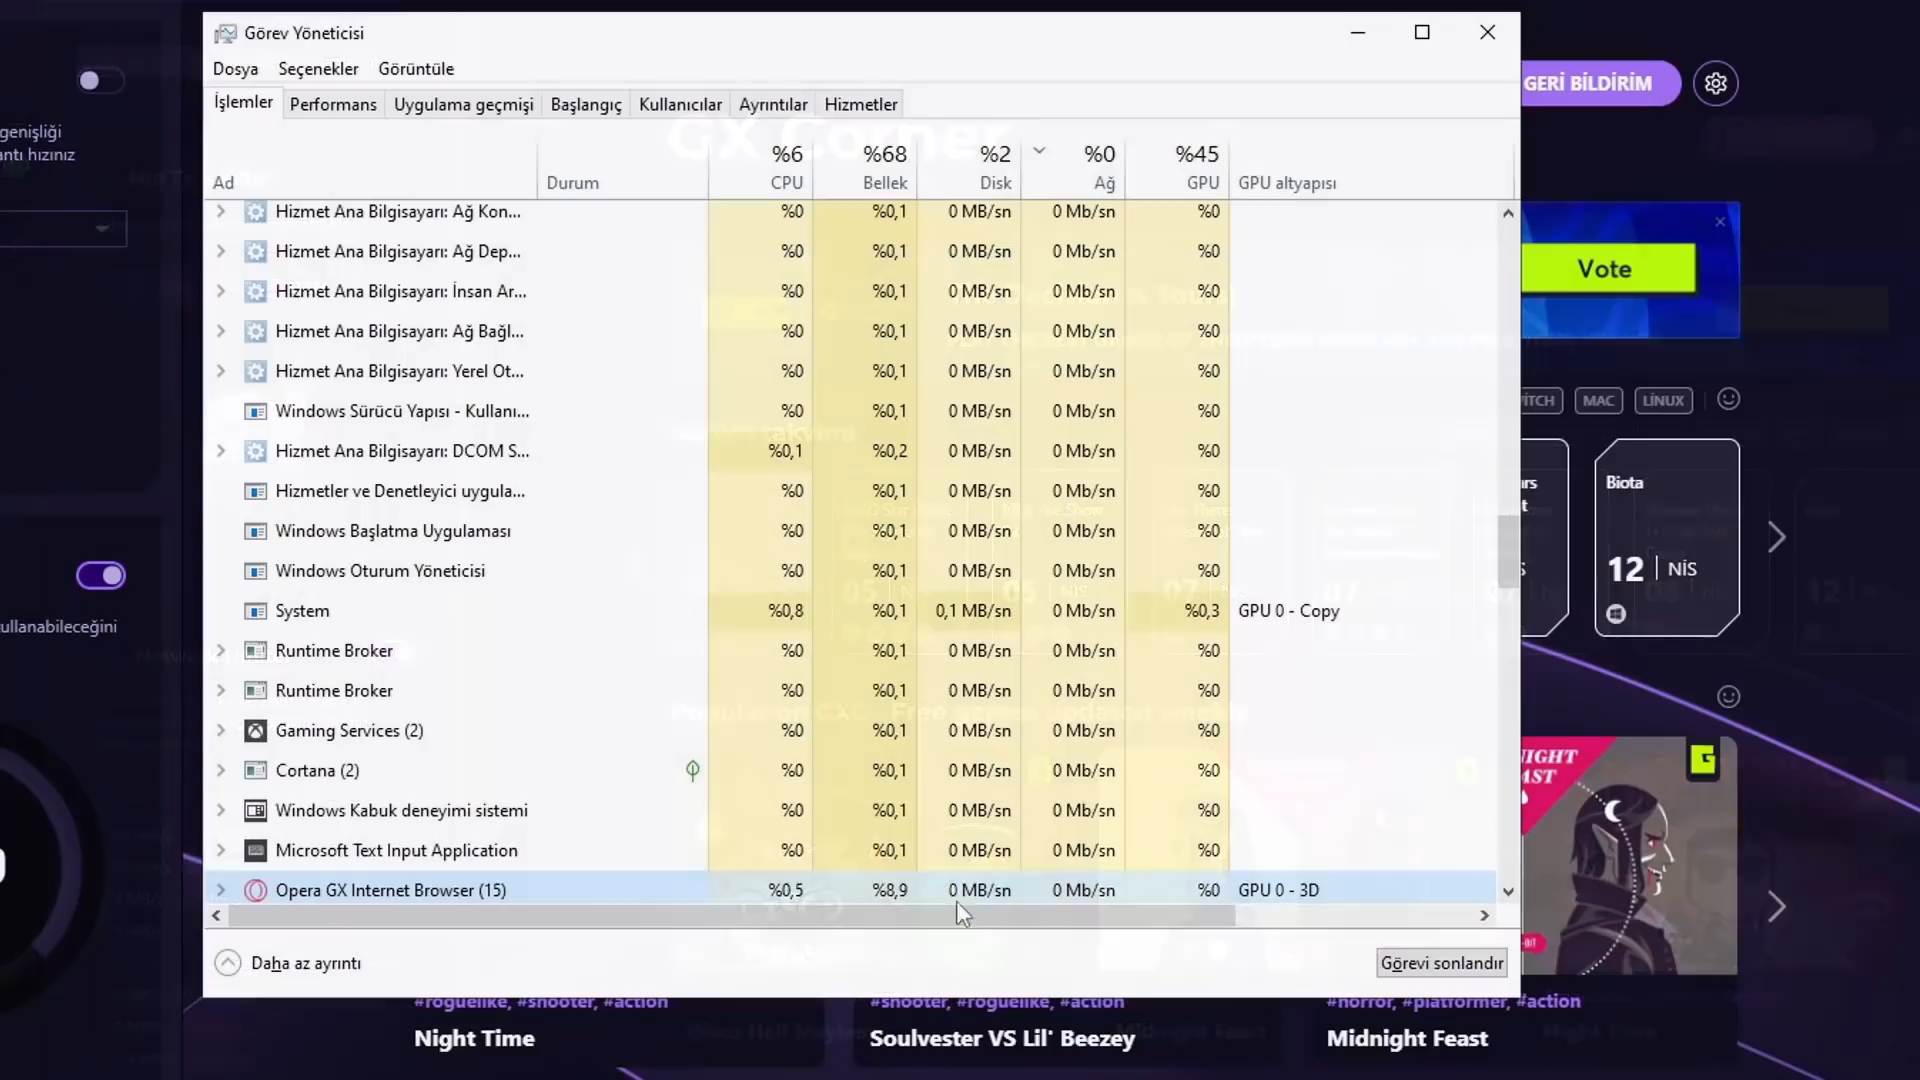 Görev Yöneticisi
Dosya Seçenekler Görüntüle
İşlemler Performans Uygulama geçmişi Başlangıç Kullanıcılar Ayrıntılar Hizmetler
GERİ BİLDİRİM
genişliği
antı hızınız
GX Corner
%6 %68 %2 %0 %45
Ad Durum CPU Bellek Disk Ağ GPU GPU altyapısı
Hizmet Ana Bilgisayarı: Ağ Kon... %0 %0,1 0 MB/sn 0 Mb/sn %0
Hizmet Ana Bilgisayarı: Ağ Dep... %0 %0,1 0 MB/sn 0 Mb/sn %0
Vote
Hizmet Ana Bilgisayarı: İnsan Ar... %0 %0,1 0 MB/sn 0 Mb/sn %0
Hizmet Ana Bilgisayarı: Ağ Bağl... %0 %0,1 0 MB/sn 0 Mb/sn %0
Hizmet Ana Bilgisayarı: Yerel Ot... %0 %0,1 0 MB/sn 0 Mb/sn %0
Windows Sürücü Yapısı - Kullanı... %0 %0,1 0 MB/sn 0 Mb/sn %0
ITCH MAC LİNUX
Hizmet Ana Bilgisayarı: DCOM S... %0,1 %0,2 0 MB/sn 0 Mb/sn %0
Hizmetler ve Denetleyici uygula... %0 %0,1 0 MB/sn 0 Mb/sn %0
Biota
Windows Başlatma Uygulaması %0 %0,1 0 MB/sn 0 Mb/sn %0
Windows Oturum Yöneticisi %0 %0,1 0 MB/sn 0 Mb/sn %0
12 NİS
System %0,8 %0,1 0,1 MB/sn 0 Mb/sn %0,3 GPU 0 - Copy
ullanabileceğini
Runtime Broker %0 %0,1 0 MB/sn 0 Mb/sn %0
Runtime Broker %0 %0,1 0 MB/sn 0 Mb/sn %0
Gaming Services (2) %0 %0,1 0 MB/sn 0 Mb/sn %0
Cortana (2) %0 %0,1 0 MB/sn 0 Mb/sn %0
Windows Kabuk deneyimi sistemi %0 %0,1 0 MB/sn 0 Mb/sn %0
Microsoft Text Input Application %0 %0,1 0 MB/sn 0 Mb/sn %0
Opera GX Internet Browser (15) %0,5 %8,9 0 MB/sn 0 Mb/sn %0 GPU 0 - 3D
Daha az ayrıntı
Görevi sonlandır
#roguelike, #shooter, #action
Night Time
#shooter, #roguelike, #action
Soulvester VS Lil' Beezey
#horror, #platformer, #action
Midnight Feast